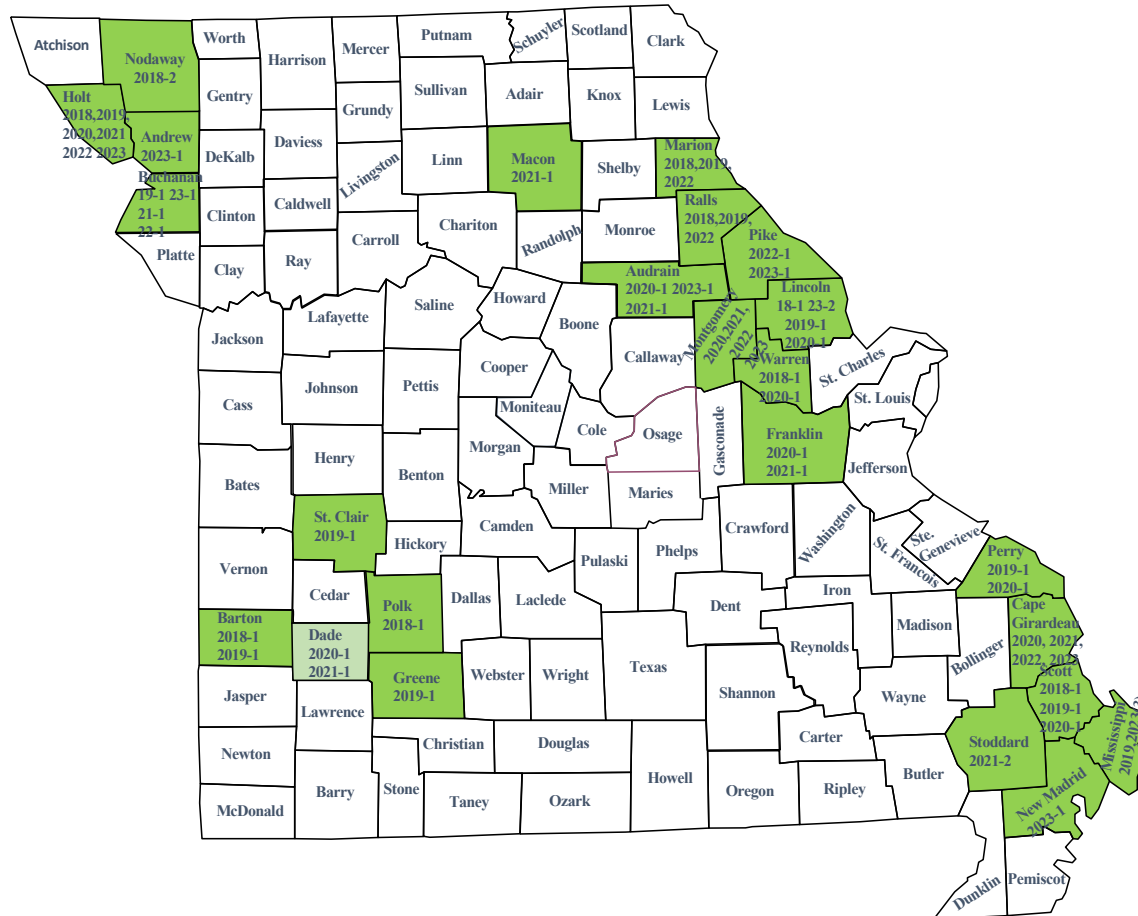 Atchison
Nodaway
2018-2
Worth
Harrison
Mercer
Putnam
Schuyler
Scotland
Clark
Holt
2018,2019,
2020,2021
2022 2023
Gentry
Grundy
Sullivan
Adair
Knox
Lewis
Andrew
2023-1
DeKalb
Daviess
Livingston
Linn
Macon
2021-1
Shelby
Marion
2018,2019,
2022
Buchanan
19-1 23-1
21-1
22-1
Clinton
Caldwell
Chariton
Randolph
Monroe
Ralls
2018,2019,
2022
Platte
Clay
Ray
Carroll
Pike
2022-1
2023-1
Audrain
2020-1 2023-1
2021-1
Lincoln
18-1 23-2
2019-1
2020-1
Jackson
Lafayette
Saline
Howard
Boone
Callaway
Montgomery
2020,2021,
2022
2023
Warren
2018-1
2020-1
St. Charles
St. Louis
Cass
Johnson
Pettis
Cooper
Moniteau
Cole
Osage
Gasconade
Franklin
2020-1
2021-1
Jefferson
Bates
Henry
Benton
Morgan
Miller
Maries
St. Clair
2019-1
Hickory
Camden
Pulaski
Phelps
Crawford
Washington
St. Francois
Ste.
Genevieve
Perry
2019-1
2020-1
Vernon
Cedar
Polk
2018-1
Dallas
Laclede
Dent
Iron
Madison
Bollinger
Cape
Girardeau
2020, 2021,
2022, 2023
Barton
2018-1
2019-1
Dade
2020-1
2021-1
Greene
2019-1
Webster
Wright
Texas
Shannon
Reynolds
Wayne
Scott
2018-1
2019-1
2020-1
Mississippi
Jasper
Lawrence
Christian
Douglas
Howell
Carter
Butler
Stoddard
2021-2
New Madrid
2023-1
Newton
McDonald
Barry
Stone
Taney
Ozark
Oregon
Ripley
Dunklin
Pemiscot